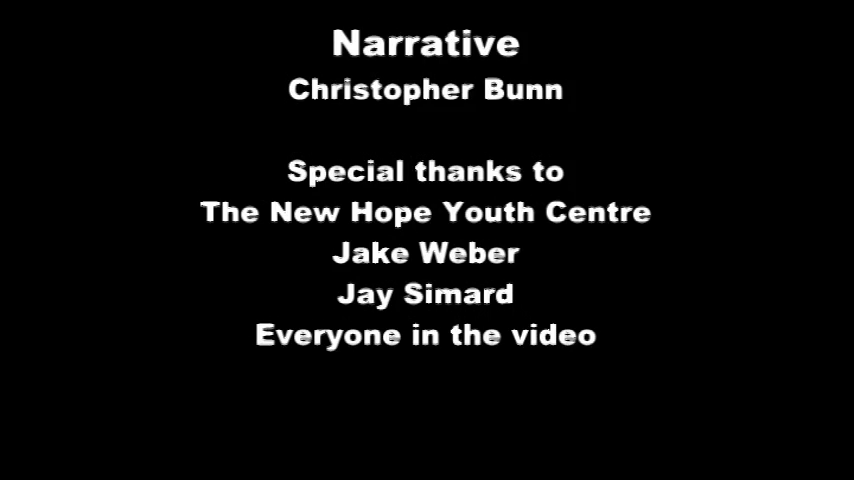 Narrative
Christopher Bunn
Special thanks to
The New Hope Youth Centre
Jake Weber
Jay Simard
Everyone in the video